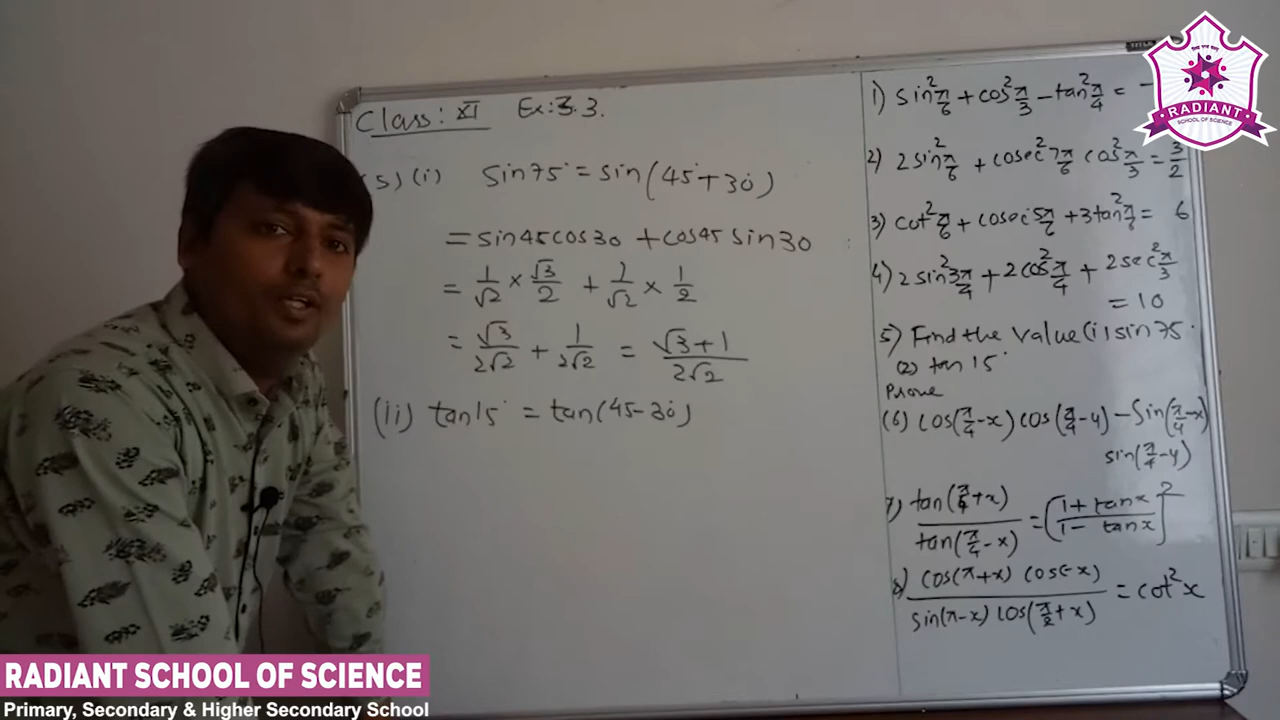 Class: XI Ex: 3.3.
(5) (i) sin75° = sin(45+30°)
= sin45cos30 + cos45 sin30
= 1/√2 × √3/2 + 1/√2 × 1/2
= √3/2√2 + 1/2√2 = √3+1/2√2
(ii) tan15° = tan(45-30°)
1) sin²π/6 + cos²π/3 - tan²π/4 = -
2) 2sin²π/6 + cosec²7π/6 cos²π/3 = 3/2
3) cot²π/6 + cosec5π/6 + 3tan²π/6 = 6
4) 2sin²3π/4 + 2cos²π/4 + 2sec²π/3
= 10
5) Find the value (i) sin75°
(2) tan 15°
Prove
(6) cos(π/4-x) cos(π/4-y) - sin(π/4-x)
sin(π/4-y)
7) tan(π/4+x)/tan(π/4-x) = (1+tanx/1-tanx)²
8) cos(π+x) cos(-x)/sin(π-x) cos(π/2+x) = cot²x
RADIANT
SCHOOL OF SCIENCE
RADIANT SCHOOL OF SCIENCE
Primary, Secondary & Higher Secondary School